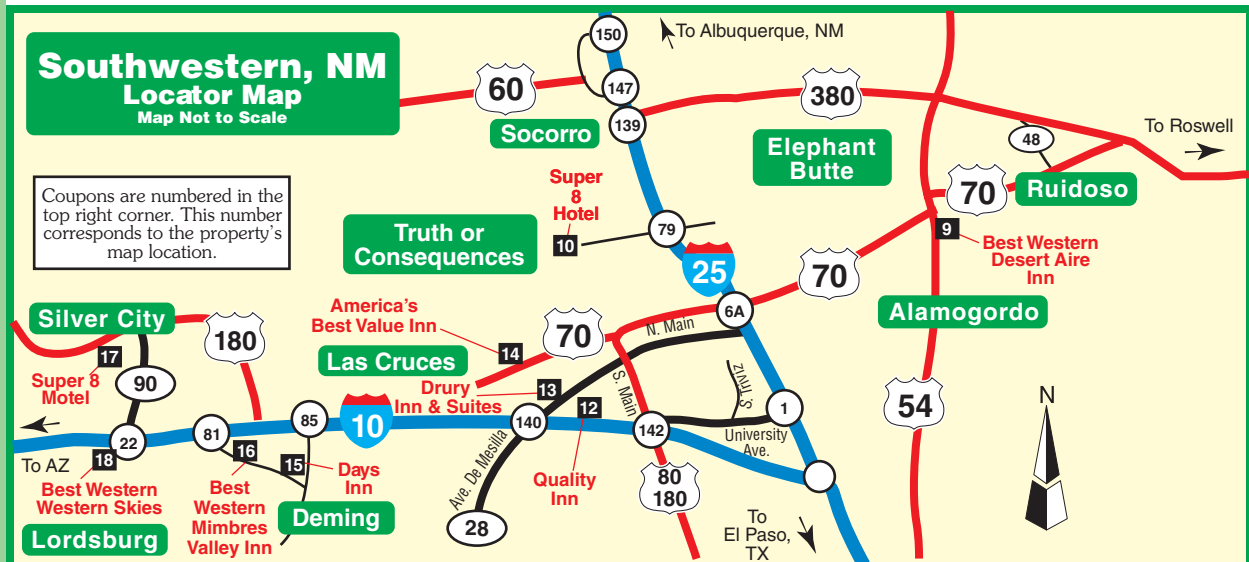 Southwestern, NM
Locator Map
Map Not to Scale
Coupons are numbered in the
top right corner. This number
corresponds to the property's
map location.
150
To Albuquerque, NM
60
147
380
139
Socorro
Elephant
Butte
48
To Roswell
70
Ruidoso
Super
8
Hotel
10
79
Truth or
Consequences
25
9
Best Western
Desert Aire
Inn
70
Alamogordo
6A
N. Main
America's
Best Value Inn
14
70
Las Cruces
Silver City
180
17
Super 8
Motel
90
Drury
Inn & Suites
13
12
S. Main
S. Triviz
1
54
N
22
81
85
10
140
142
University
Ave.
To AZ
18
Best Western
Western Skies
Lordsburg
16
Best
Western
Mimbres
Valley Inn
15
Days
Inn
Deming
Ave. De Mesilla
28
Quality
Inn
80
180
To
El Paso,
TX